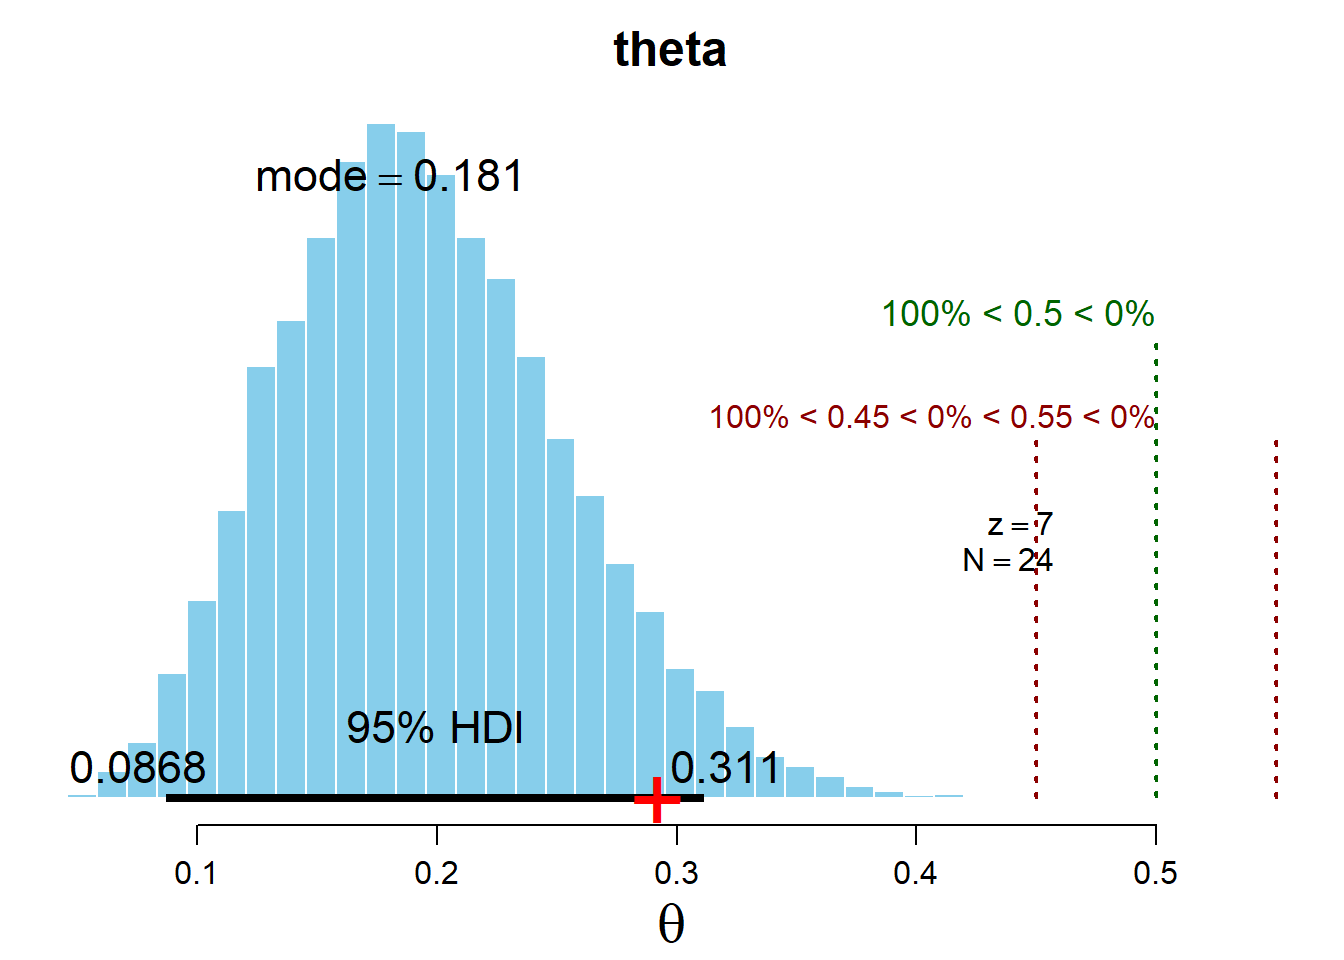 theta
mode = 0.181
100% < 0.5 < 0%
100% < 0.45 < 0% < 0.55 < 0%
z = 7
N = 24
95% HDI
0.0868 0.311
0.1 0.2 0.3 0.4 0.5
θ